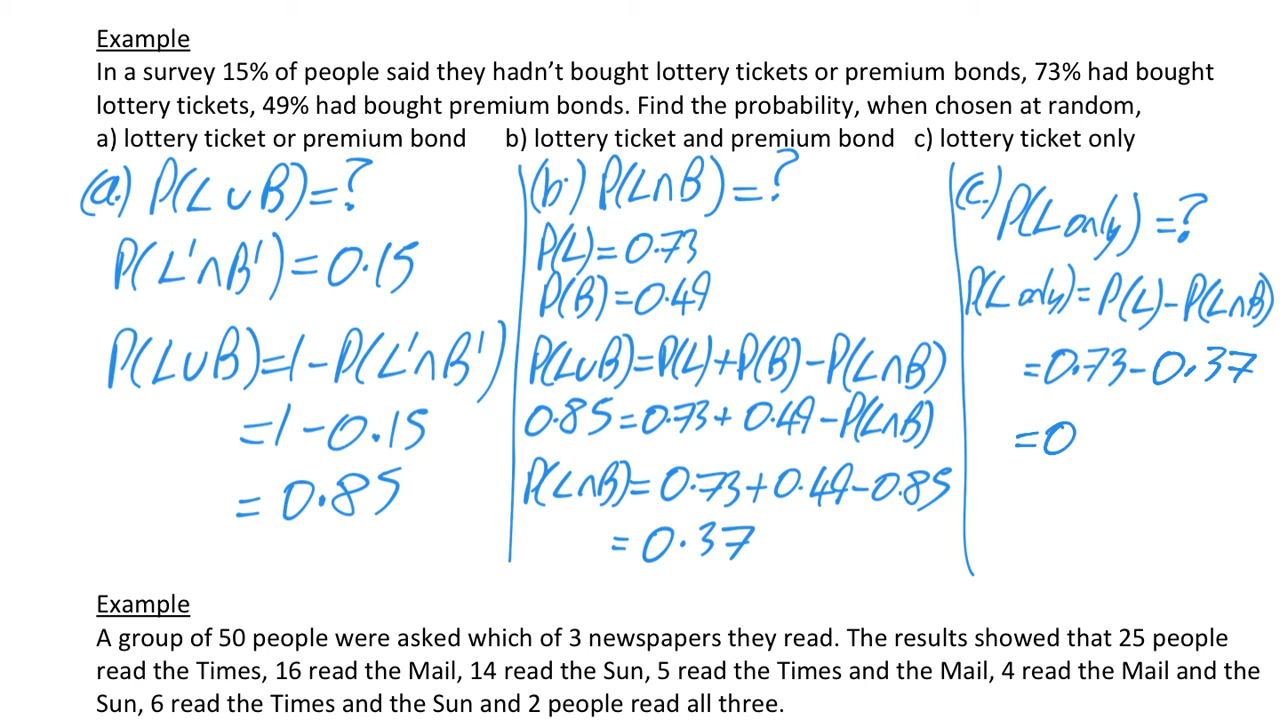 Example
In a survey 15% of people said they hadn't bought lottery tickets or premium bonds, 73% had bought
lottery tickets, 49% had bought premium bonds. Find the probability, when chosen at random,
a) lottery ticket or premium bond b) lottery ticket and premium bond c) lottery ticket only
(a.) P(L∪B)=?
P(L'∩B')=0.15
P(L∪B)=1-P(L'∩B')
=1-0.15
=0.85
(b.) P(L∩B)=?
P(L)=0.73
P(B)=0.49
P(L∪B)=P(L)+P(B)-P(L∩B)
0.85=0.73+0.49-P(L∩B)
P(L∩B)=0.73+0.49-0.85
=0.37
(c.) P(L only)=?
P(L only)=P(L)-P(L∩B)
=0.73-0.37
=0
Example
A group of 50 people were asked which of 3 newspapers they read. The results showed that 25 people
read the Times, 16 read the Mail, 14 read the Sun, 5 read the Times and the Mail, 4 read the Mail and the
Sun, 6 read the Times and the Sun and 2 people read all three.